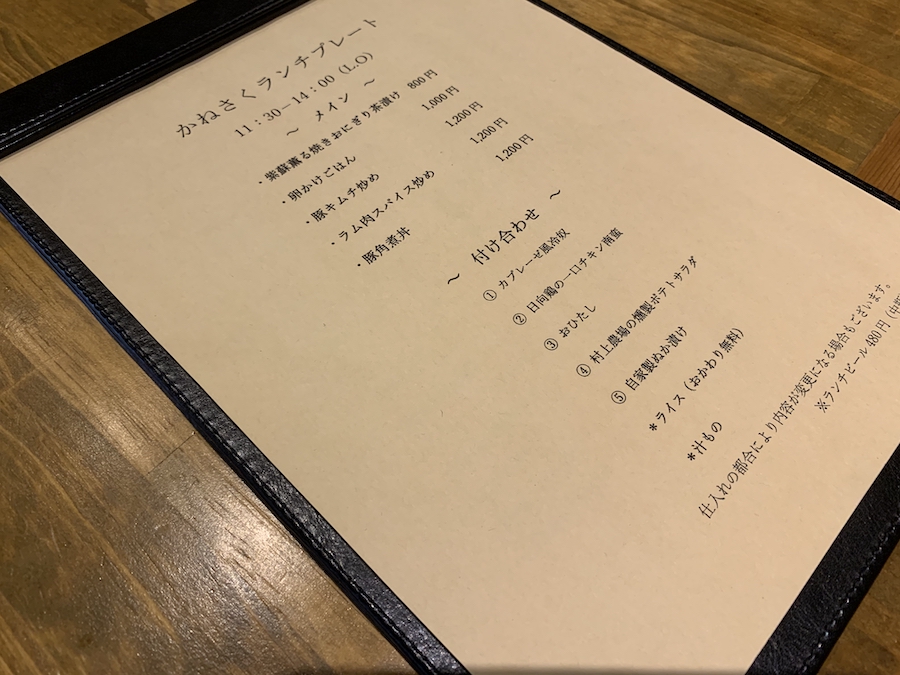 かねさくランチプレート
11：30－14：00（L.O）
～ メイン ～
・紫蘇薫る焼きおにぎり茶漬け 800円
・卵かけごはん 1,000円
・豚キムチ炒め 1,200円
・ラム肉スパイス炒め 1,200円
・豚角煮丼 1,200円
～ 付け合わせ ～
① カプレーゼ風冷奴
② 日向鶏の一口チキン南蛮
③ おひたし
④ 村上農場の燻製ポテトサラダ
⑤ 自家製ぬか漬け
＊ライス（おかわり無料）
＊汁もの
仕入れの都合により内容が変更になる場合もございます。
※ランチビール480円（中